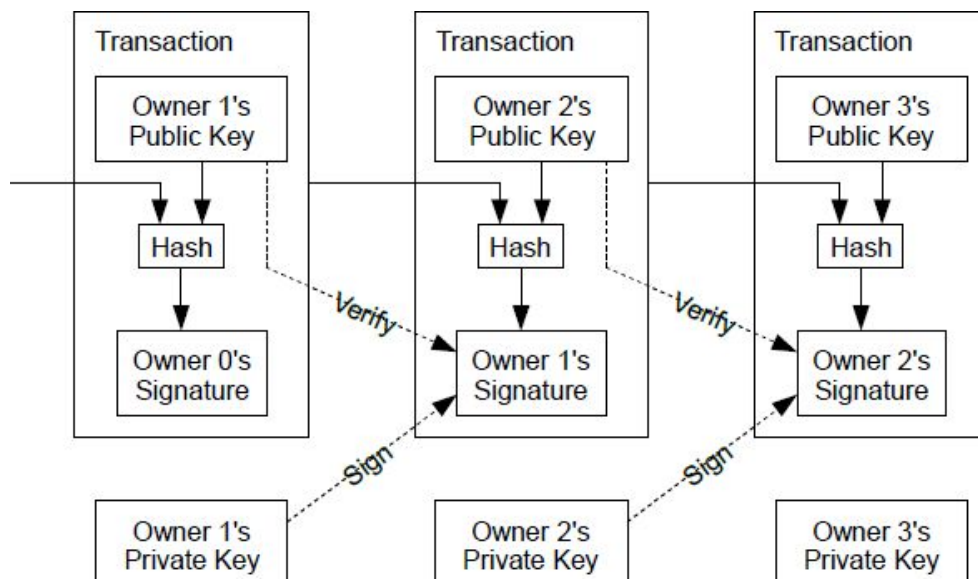 Transaction
Transaction
Transaction
Owner 1's
Public Key
Owner 2's
Public Key
Owner 3's
Public Key
Hash
Hash
Hash
Verify
Verify
Owner 0's
Signature
Owner 1's
Signature
Owner 2's
Signature
Sign
Sign
Owner 1's
Private Key
Owner 2's
Private Key
Owner 3's
Private Key